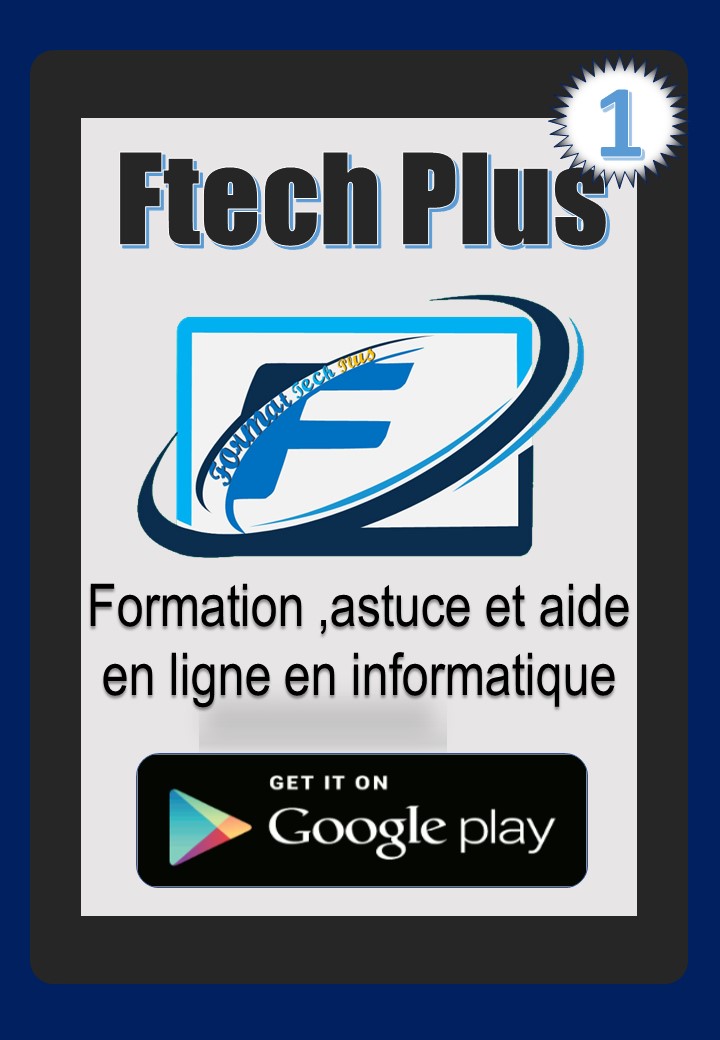 1
Ftech Plus
Format Tech Plus
Formation ,astuce et aide
en ligne en informatique
GET IT ON
Google play